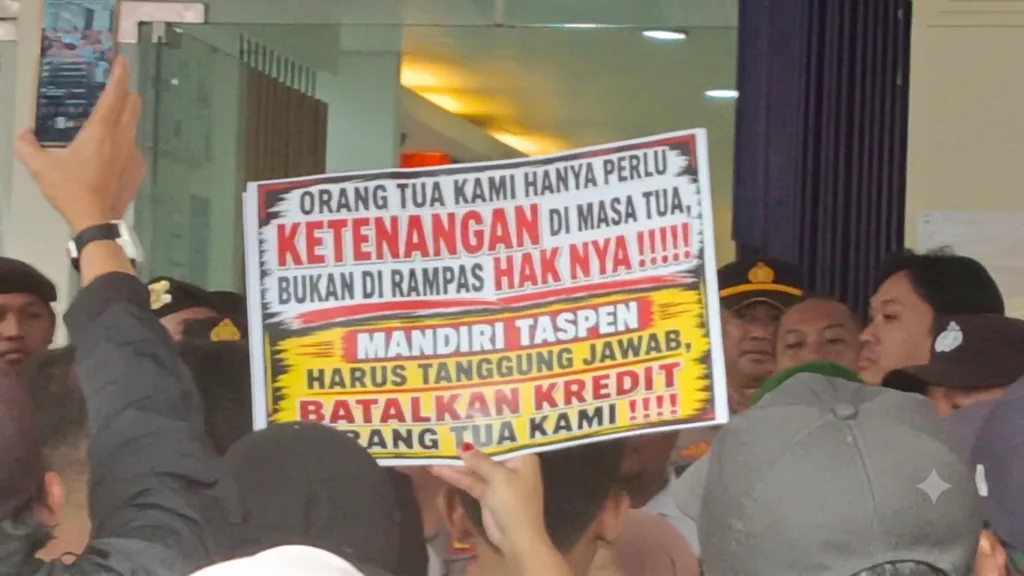 ORANG TUA KAMI HANYA PERLU
KETENANGAN DI MASA TUA,
BUKAN DI RAMPAS HAK NYA !!!!!
MANDIRI TASPEN
HARUS TANGGUNG JAWAB,
BATALKAN KREDIT
RANG TUA KAMI !!!!